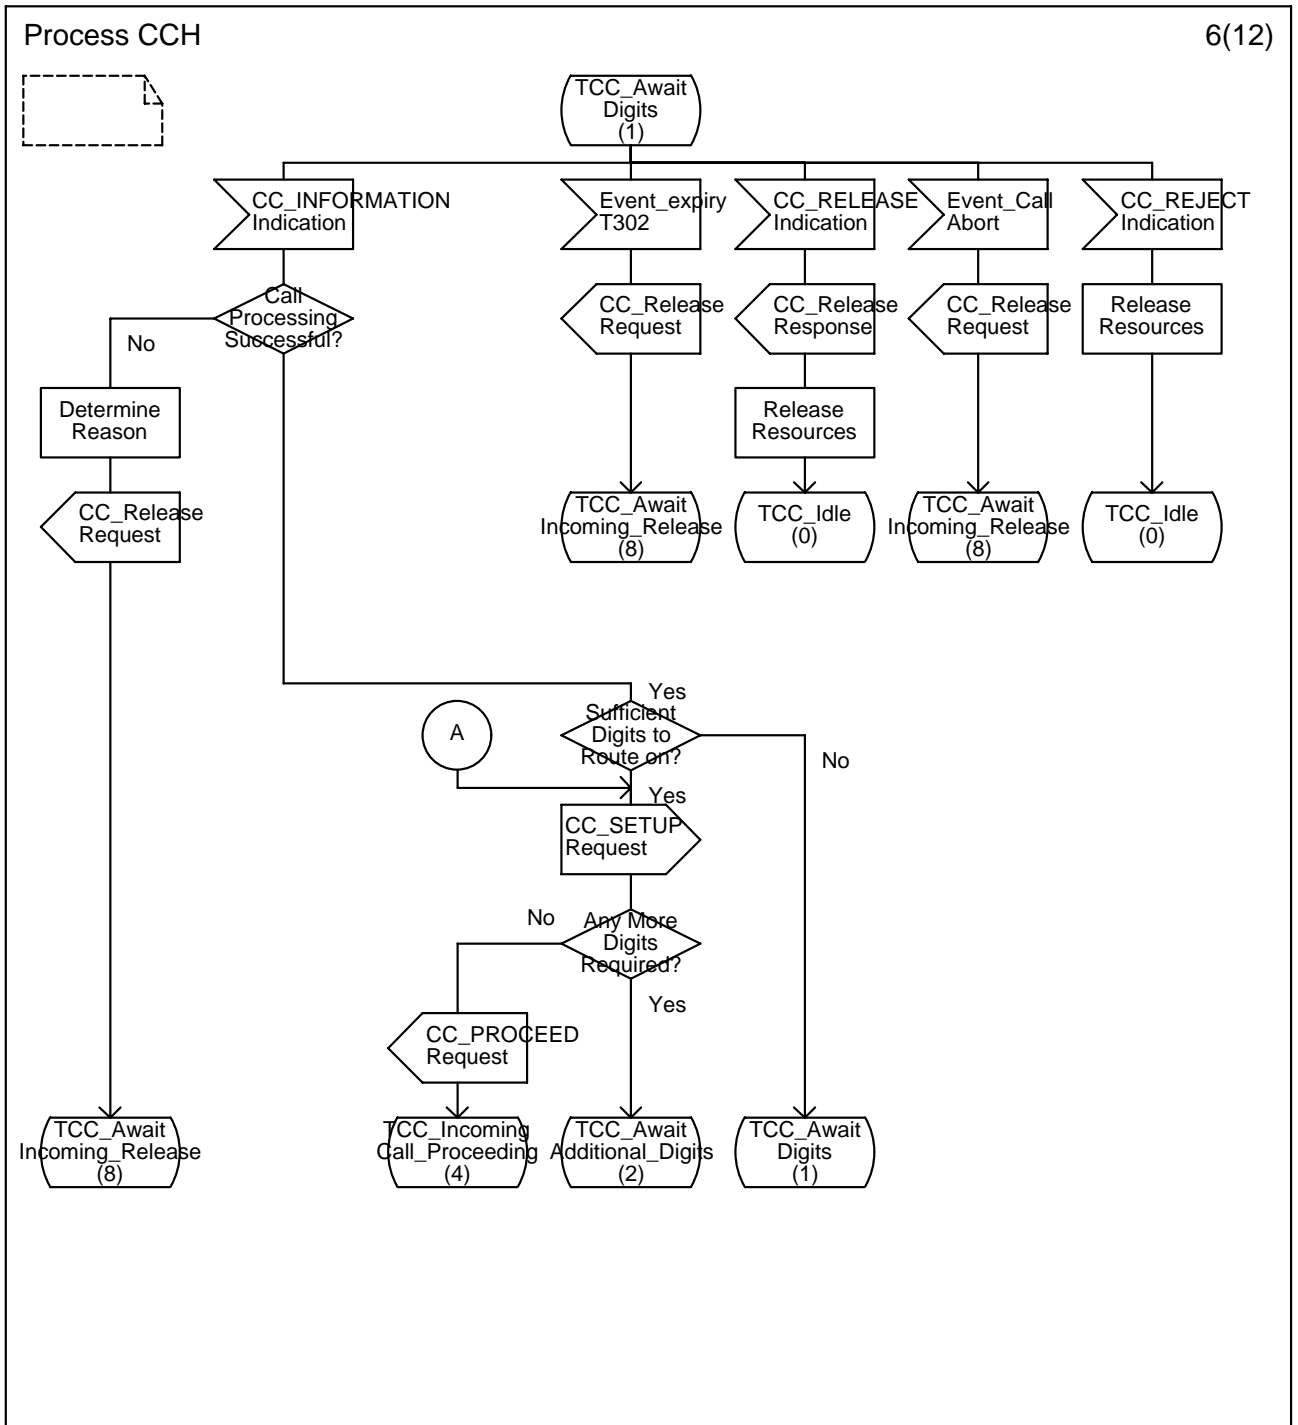 Process CCH
6(12)
TCC_Await
Digits
(1)
CC_INFORMATION
Indication
Event_expiry
T302
CC_RELEASE
Indication
Event_Call
Abort
CC_REJECT
Indication
Call
Processing
Successful?
No
CC_Release
Request
CC_Release
Response
CC_Release
Request
Release
Resources
Determine
Reason
Release
Resources
CC_Release
Request
TCC_Await
Incoming_Release
(8)
TCC_Idle
(0)
TCC_Await
Incoming_Release
(8)
TCC_Idle
(0)
Yes
Sufficient
Digits to
Route on?
A
No
Yes
CC_SETUP
Request
No
Any More
Digits
Required?
Yes
CC_PROCEED
Request
TCC_Await
Incoming_Release
(8)
TCC_Incoming
Call_Proceeding
(4)
TCC_Await
Additional_Digits
(2)
TCC_Await
Digits
(1)